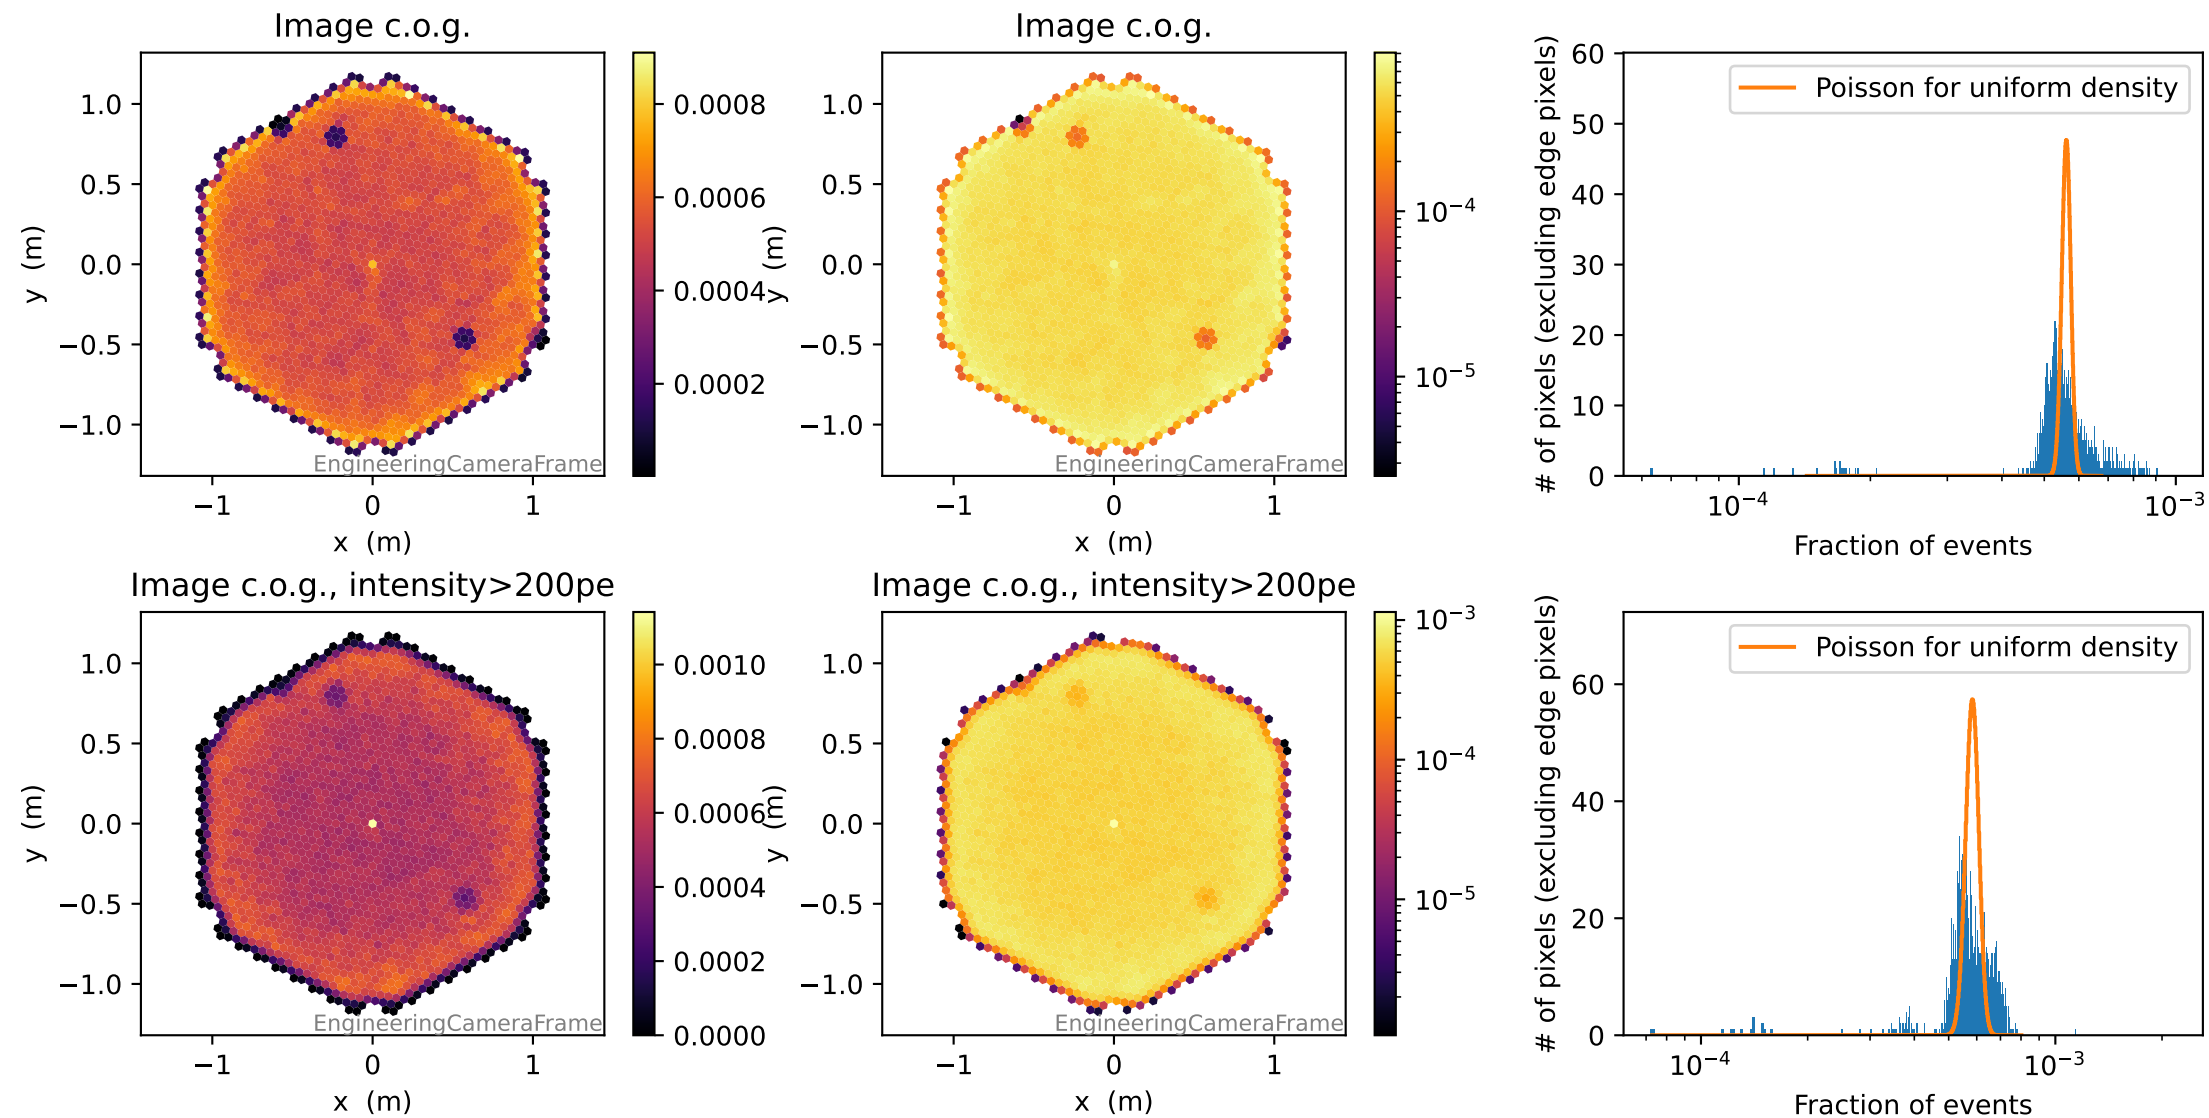 Image c.o.g.
y (m)
1.0
0.5
0.0
−0.5
−1.0
−1
0
1
x (m)
EngineeringCameraFrame
0.0008
0.0006
0.0004
0.0002
Image c.o.g.
y (m)
1.0
0.5
0.0
−0.5
−1.0
−1
0
1
x (m)
EngineeringCameraFrame
10⁻⁴
10⁻⁵
# of pixels (excluding edge pixels)
60
50
40
30
20
10
0
Poisson for uniform density
10⁻⁴
10⁻³
Fraction of events
Image c.o.g., intensity>200pe
y (m)
1.0
0.5
0.0
−0.5
−1.0
−1
0
1
x (m)
EngineeringCameraFrame
0.0010
0.0008
0.0006
0.0004
0.0002
0.0000
Image c.o.g., intensity>200pe
y (m)
1.0
0.5
0.0
−0.5
−1.0
−1
0
1
x (m)
EngineeringCameraFrame
10⁻³
10⁻⁴
10⁻⁵
# of pixels (excluding edge pixels)
60
40
20
0
Poisson for uniform density
10⁻⁴
10⁻³
Fraction of events